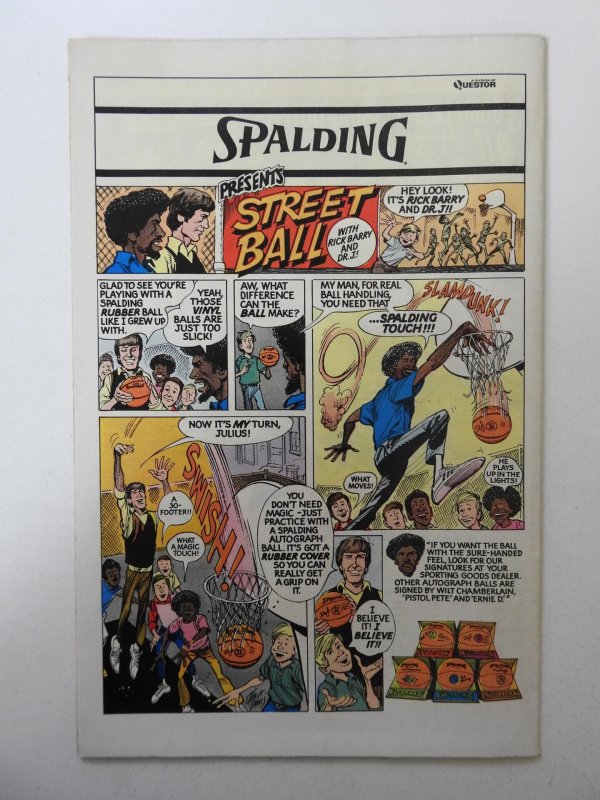 A DIVISION OF
QUESTOR
SPALDING
PRESENTS
STREET
BALL
WITH
RICK BARRY
AND
DR. J!
HEY LOOK!
IT'S RICK BARRY
AND DR. J!!
GLAD TO SEE YOU'RE
PLAYING WITH A
SPALDING
RUBBER BALL
LIKE I GREW UP
WITH.
YEAH,
THOSE
VINYL
BALLS ARE
JUST TOO
SLICK!
AW, WHAT
DIFFERENCE
CAN THE
BALL MAKE?
MY MAN, FOR REAL
BALL HANDLING,
YOU NEED THAT
...SPALDING
TOUCH!!!
SLAM DUNK!
WHAT
MOVES!
HE
PLAYS
UP IN THE
LIGHTS!
NOW IT'S MY TURN,
JULIUS!
A
30-
FOOTER!!
WHAT
A MAGIC
TOUCH!
SWISH!
SPALDING
YOU
DON'T NEED
MAGIC -JUST
PRACTICE WITH
A SPALDING
AUTOGRAPH
BALL. IT'S GOT A
RUBBER COVER
SO YOU CAN
REALLY GET
A GRIP ON
IT.
I
BELIEVE
IT! I
BELIEVE
IT!!
"IF YOU WANT THE BALL
WITH THE SURE-HANDED
FEEL, LOOK FOR OUR
SIGNATURES AT YOUR
SPORTING GOODS DEALER.
OTHER AUTOGRAPH BALLS ARE
SIGNED BY WILT CHAMBERLAIN,
'PISTOL PETE' AND 'ERNIE D.'"